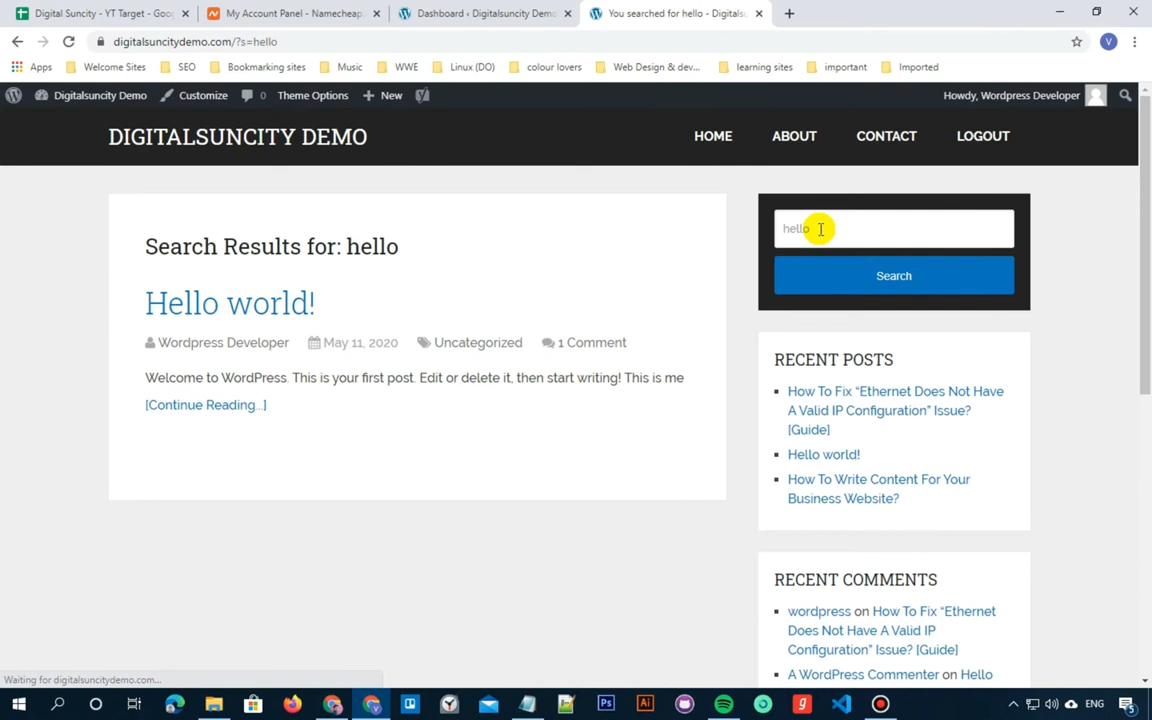 Digital Suncity - YT Target - Goo
My Account Panel - Namecheap.
Dashboard ‹ Digitalsuncity Demo
You searched for hello - Digitals
digitalsuncitydemo.com/?s=hello
V
Apps
Welcome Sites
SEO
Bookmarking sites
Music
WWE
Linux (DO)
colour lovers
Web Design & dev...
learning sites
important
Imported
Digitalsuncity Demo
Customize
0
Theme Options
New
Howdy, Wordpress Developer
DIGITALSUNCITY DEMO
HOME
ABOUT
CONTACT
LOGOUT
Search Results for: hello
Hello world!
Wordpress Developer
May 11, 2020
Uncategorized
1 Comment
Welcome to WordPress. This is your first post. Edit or delete it, then start writing! This is me
[Continue Reading...]
hello
Search
RECENT POSTS
How To Fix “Ethernet Does Not Have
A Valid IP Configuration” Issue?
[Guide]
Hello world!
How To Write Content For Your
Business Website?
RECENT COMMENTS
wordpress on How To Fix “Ethernet
Does Not Have A Valid IP
Configuration” Issue? [Guide]
A WordPress Commenter on Hello
Waiting for digitalsuncitydemo.com...
Ps
Ai
g
ENG
5